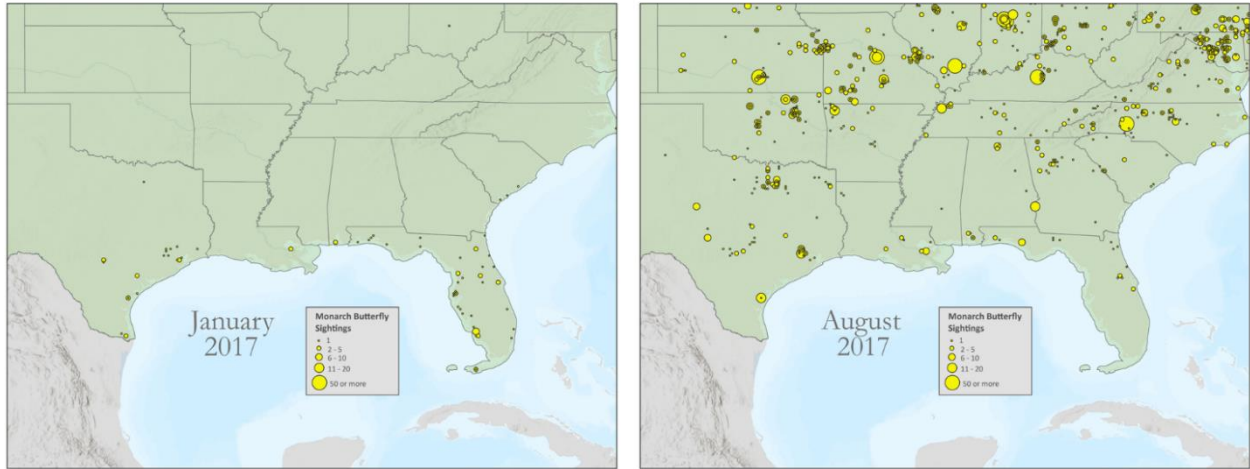 January
2017
Monarch Butterfly
Sightings
1
2 - 5
6 - 10
11 - 20
50 or more
August
2017
Monarch Butterfly
Sightings
1
2 - 5
6 - 10
11 - 20
50 or more